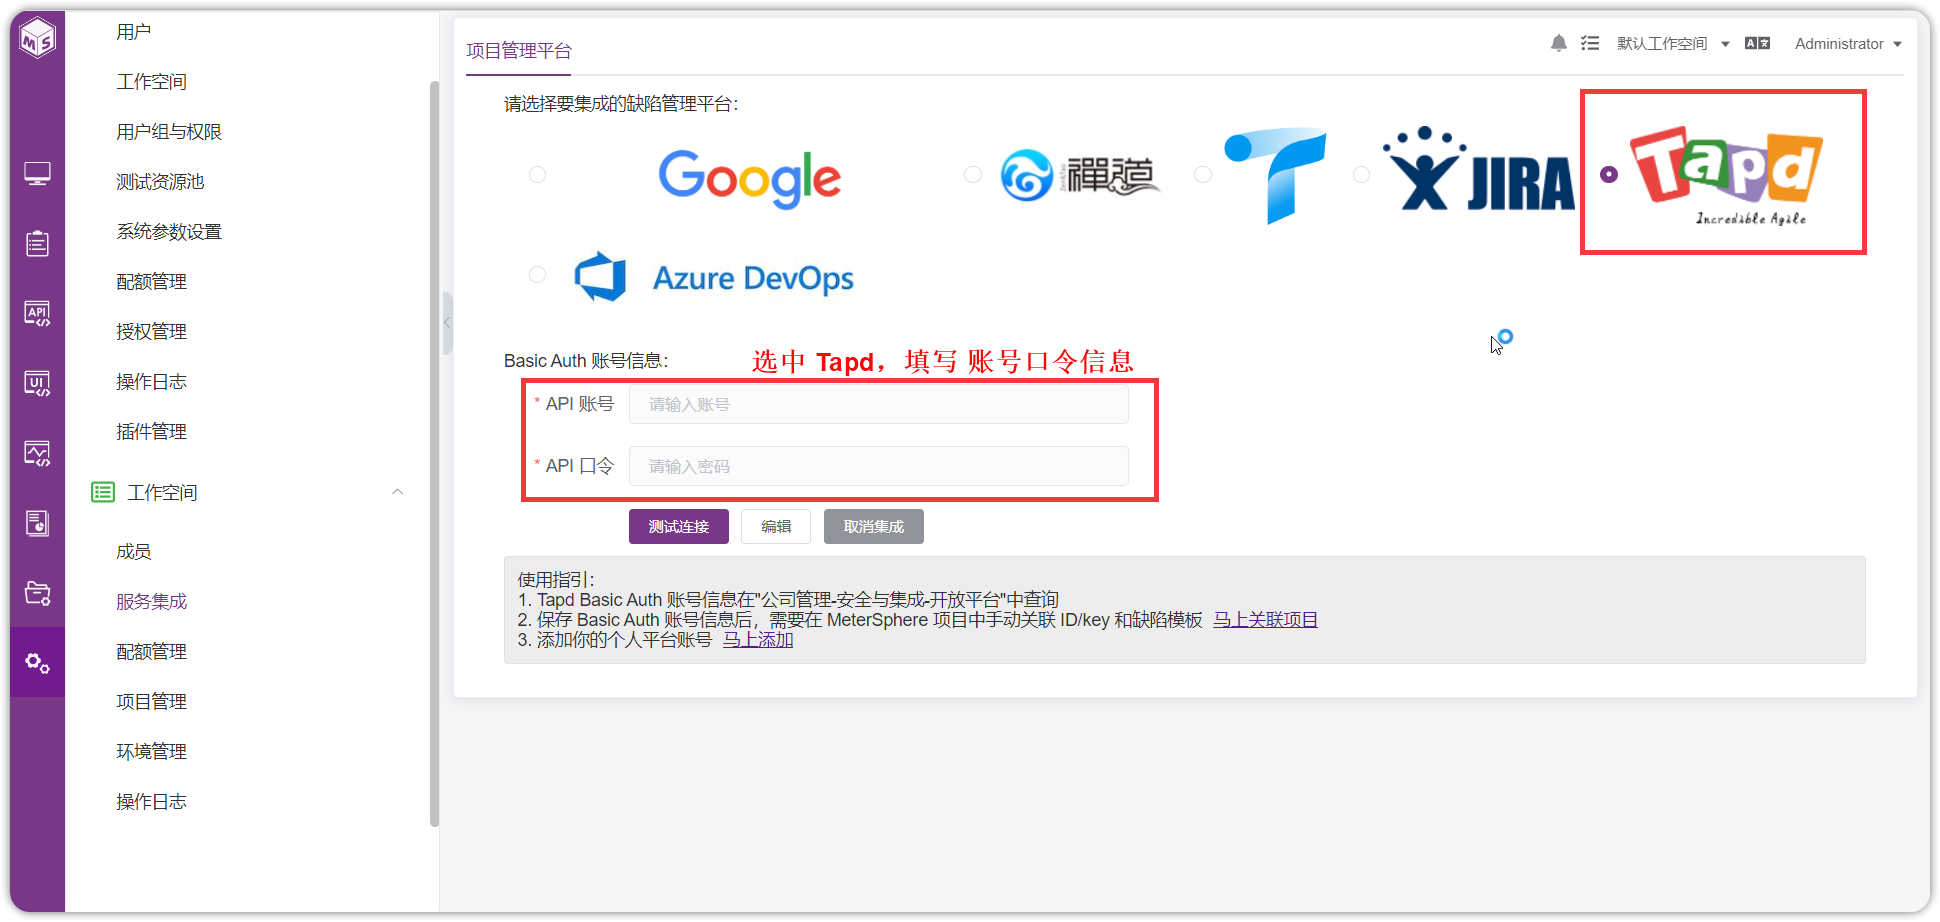 MS
用户
工作空间
用户组与权限
测试资源池
系统参数设置
配额管理
授权管理
操作日志
插件管理
工作空间
成员
服务集成
配额管理
项目管理
环境管理
操作日志
API
UI
项目管理平台
默认工作空间
Administrator
请选择要集成的缺陷管理平台：
Google
禪道
JIRA
Tapd
Incredible Agile
Azure DevOps
Basic Auth 账号信息：
选中 Tapd，填写 账号口令信息
* API 账号 请输入账号
* API 口令 请输入密码
测试连接 编辑 取消集成
使用指引：
1. Tapd Basic Auth 账号信息在"公司管理-安全与集成-开放平台"中查询
2. 保存 Basic Auth 账号信息后，需要在 MeterSphere 项目中手动关联 ID/key 和缺陷模板 马上关联项目
3. 添加你的个人平台账号 马上添加